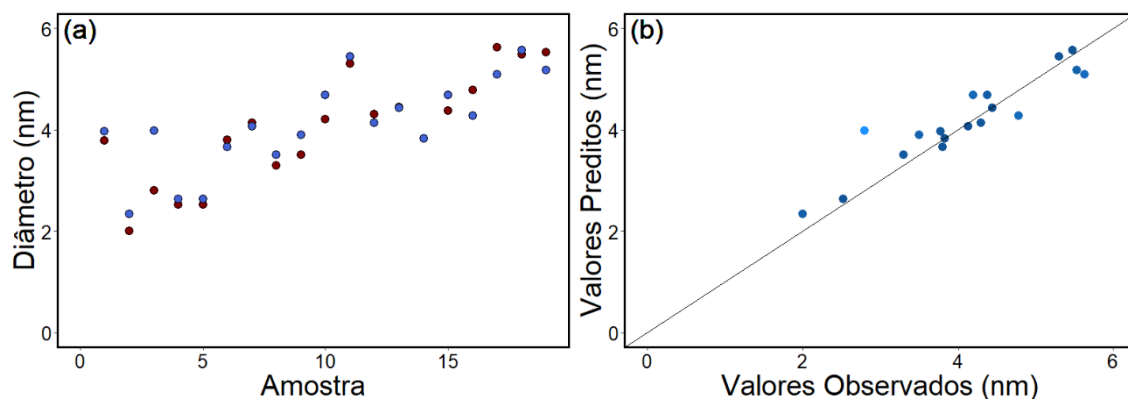 (a)
Diâmetro (nm)
6
4
2
0
0 5 10 15
Amostra
(b)
Valores Preditos (nm)
6
4
2
0
0 2 4 6
Valores Observados (nm)